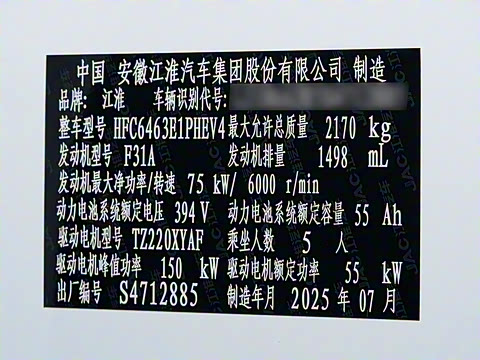 中国 安徽江淮汽车集团股份有限公司 制造
品牌: 江淮 车辆识别代号:
整车型号 HFC6463E1PHEV4 最大允许总质量 2170 kg
发动机型号 F31A 发动机排量 1498 mL
发动机最大净功率/转速 75 kW/ 6000 r/min
动力电池系统额定电压 394 V 动力电池系统额定容量 55 Ah
驱动电机型号 TZ220XYAF 乘坐人数 5 人
驱动电机峰值功率 150 kW 驱动电机额定功率 55 kW
出厂编号 S4712885 制造年月 2025 年 07 月